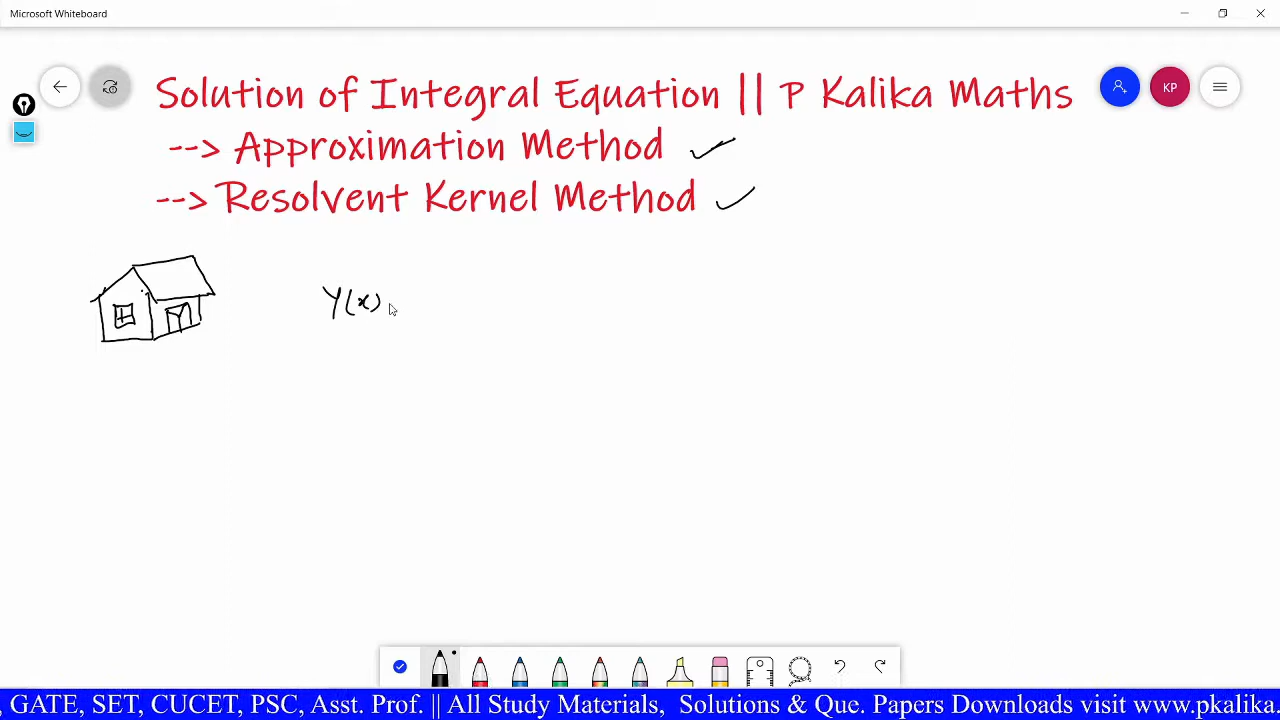 Microsoft Whiteboard
Solution of Integral Equation || P Kalika Maths
--> Approximation Method ✓
--> Resolvent Kernel Method ✓
KP
Y(x)
, GATE, SET, CUCET, PSC, Asst. Prof. || All Study Materials, Solutions & Que. Papers Downloads visit www.pkalika.